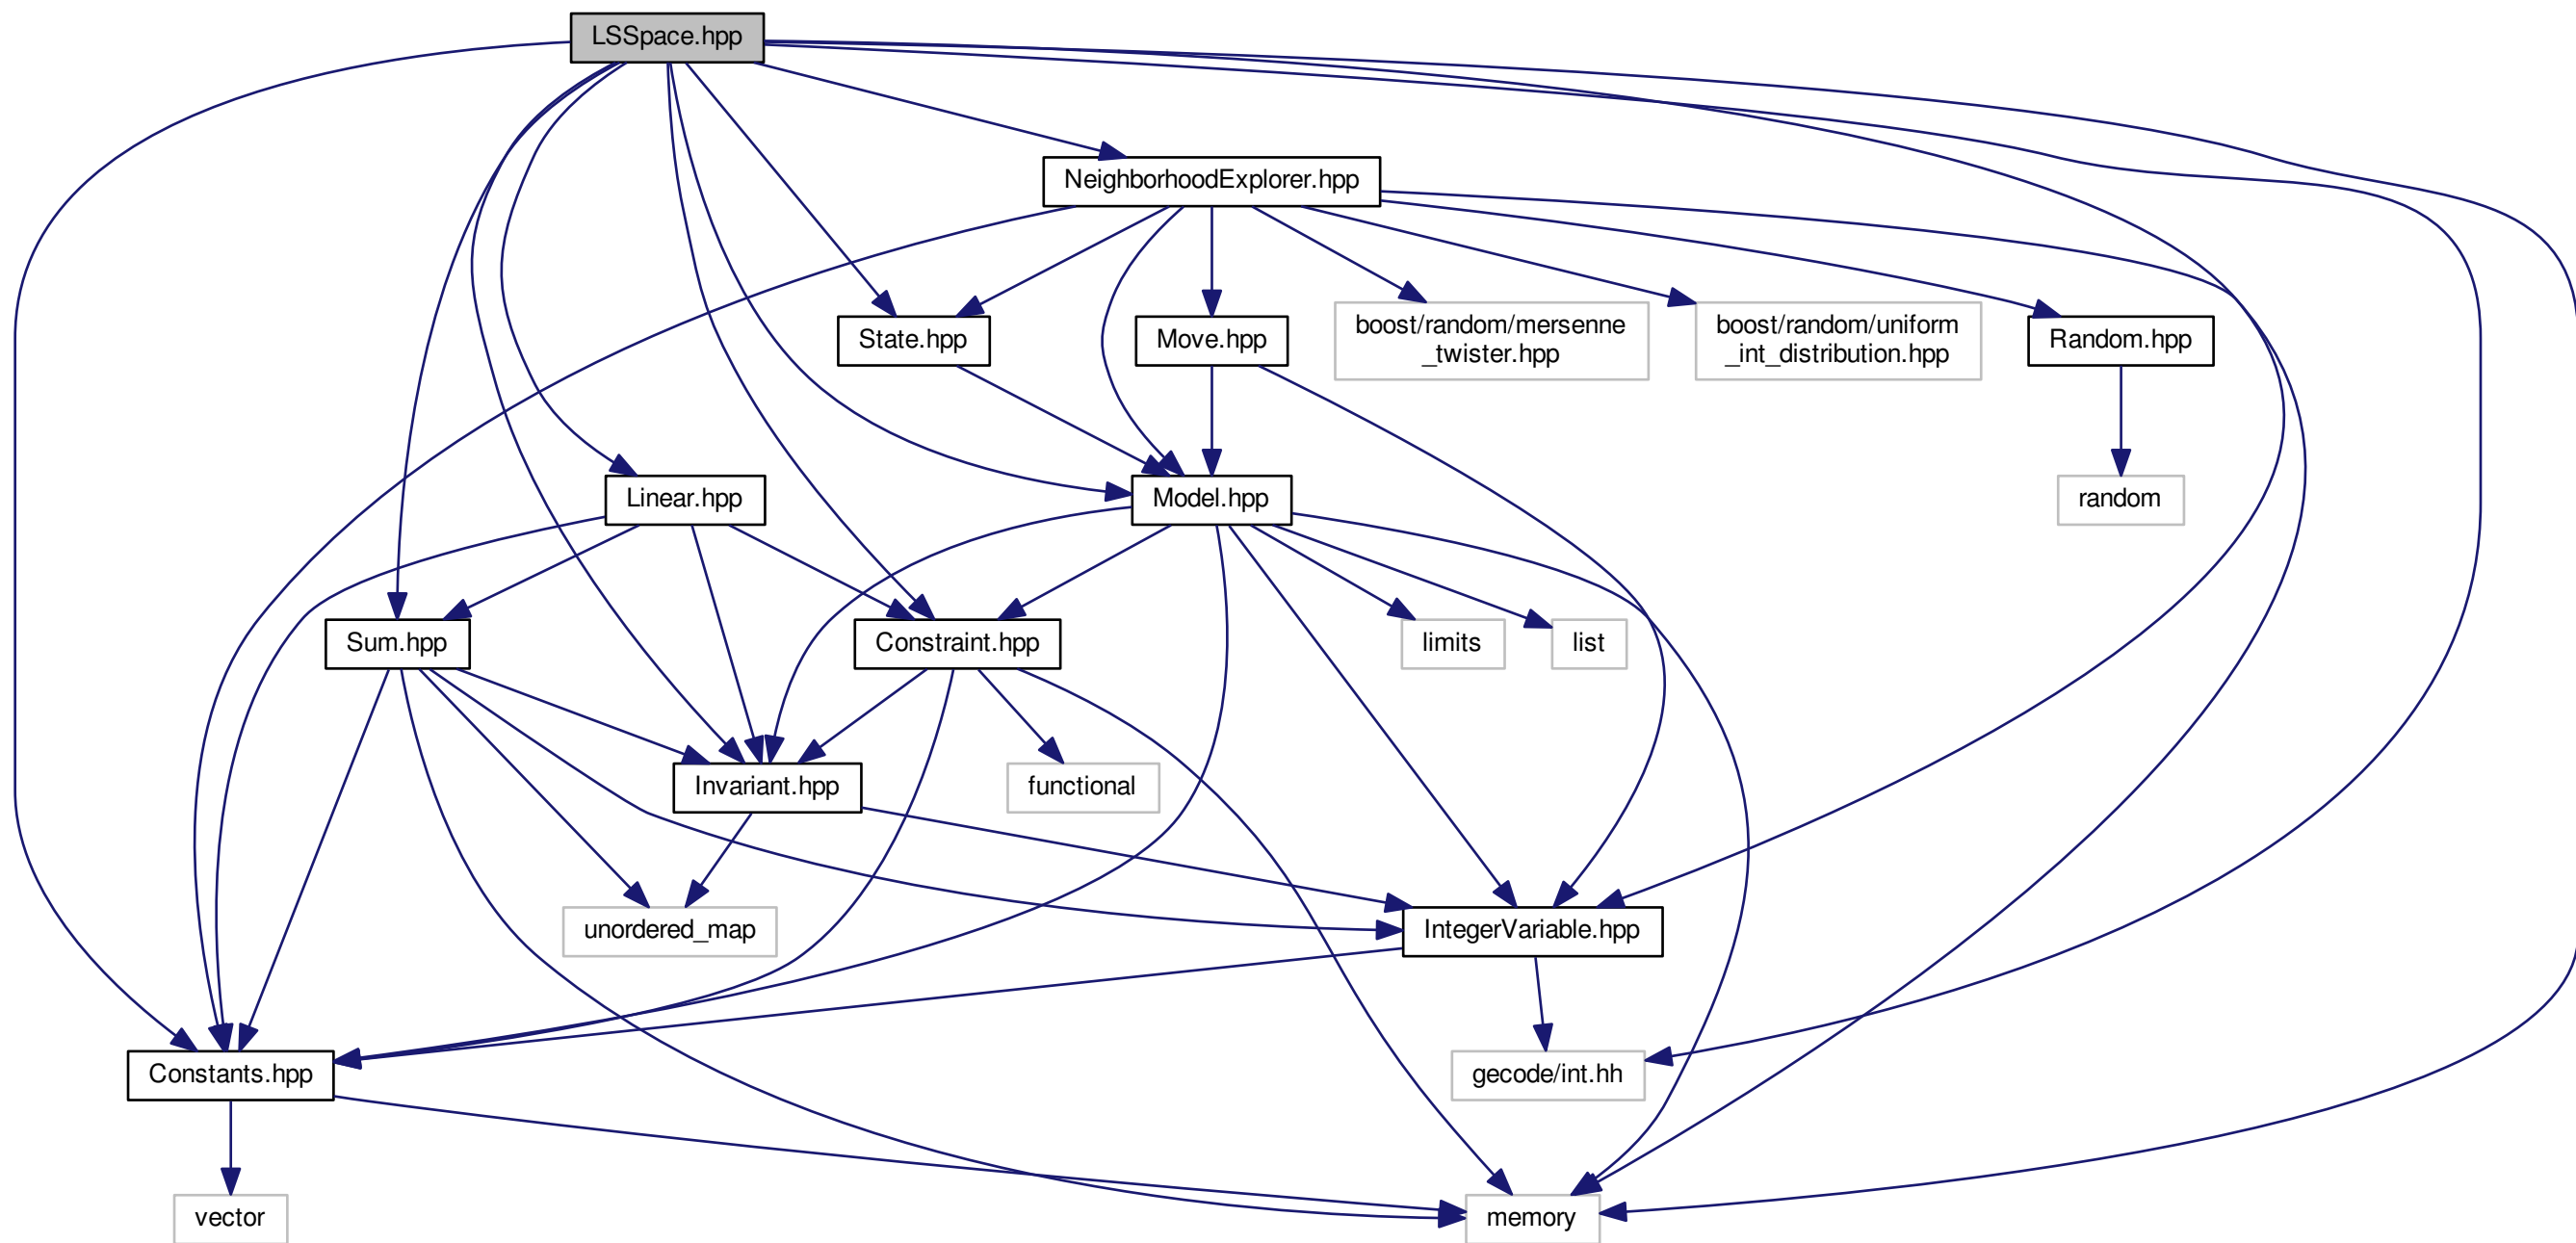 LSSpace.hpp
NeighborhoodExplorer.hpp
State.hpp
Move.hpp
boost/random/mersenne
_twister.hpp
boost/random/uniform
_int_distribution.hpp
Random.hpp
Linear.hpp
Model.hpp
random
Sum.hpp
Constraint.hpp
limits
list
Invariant.hpp
functional
unordered_map
IntegerVariable.hpp
Constants.hpp
gecode/int.hh
vector
memory